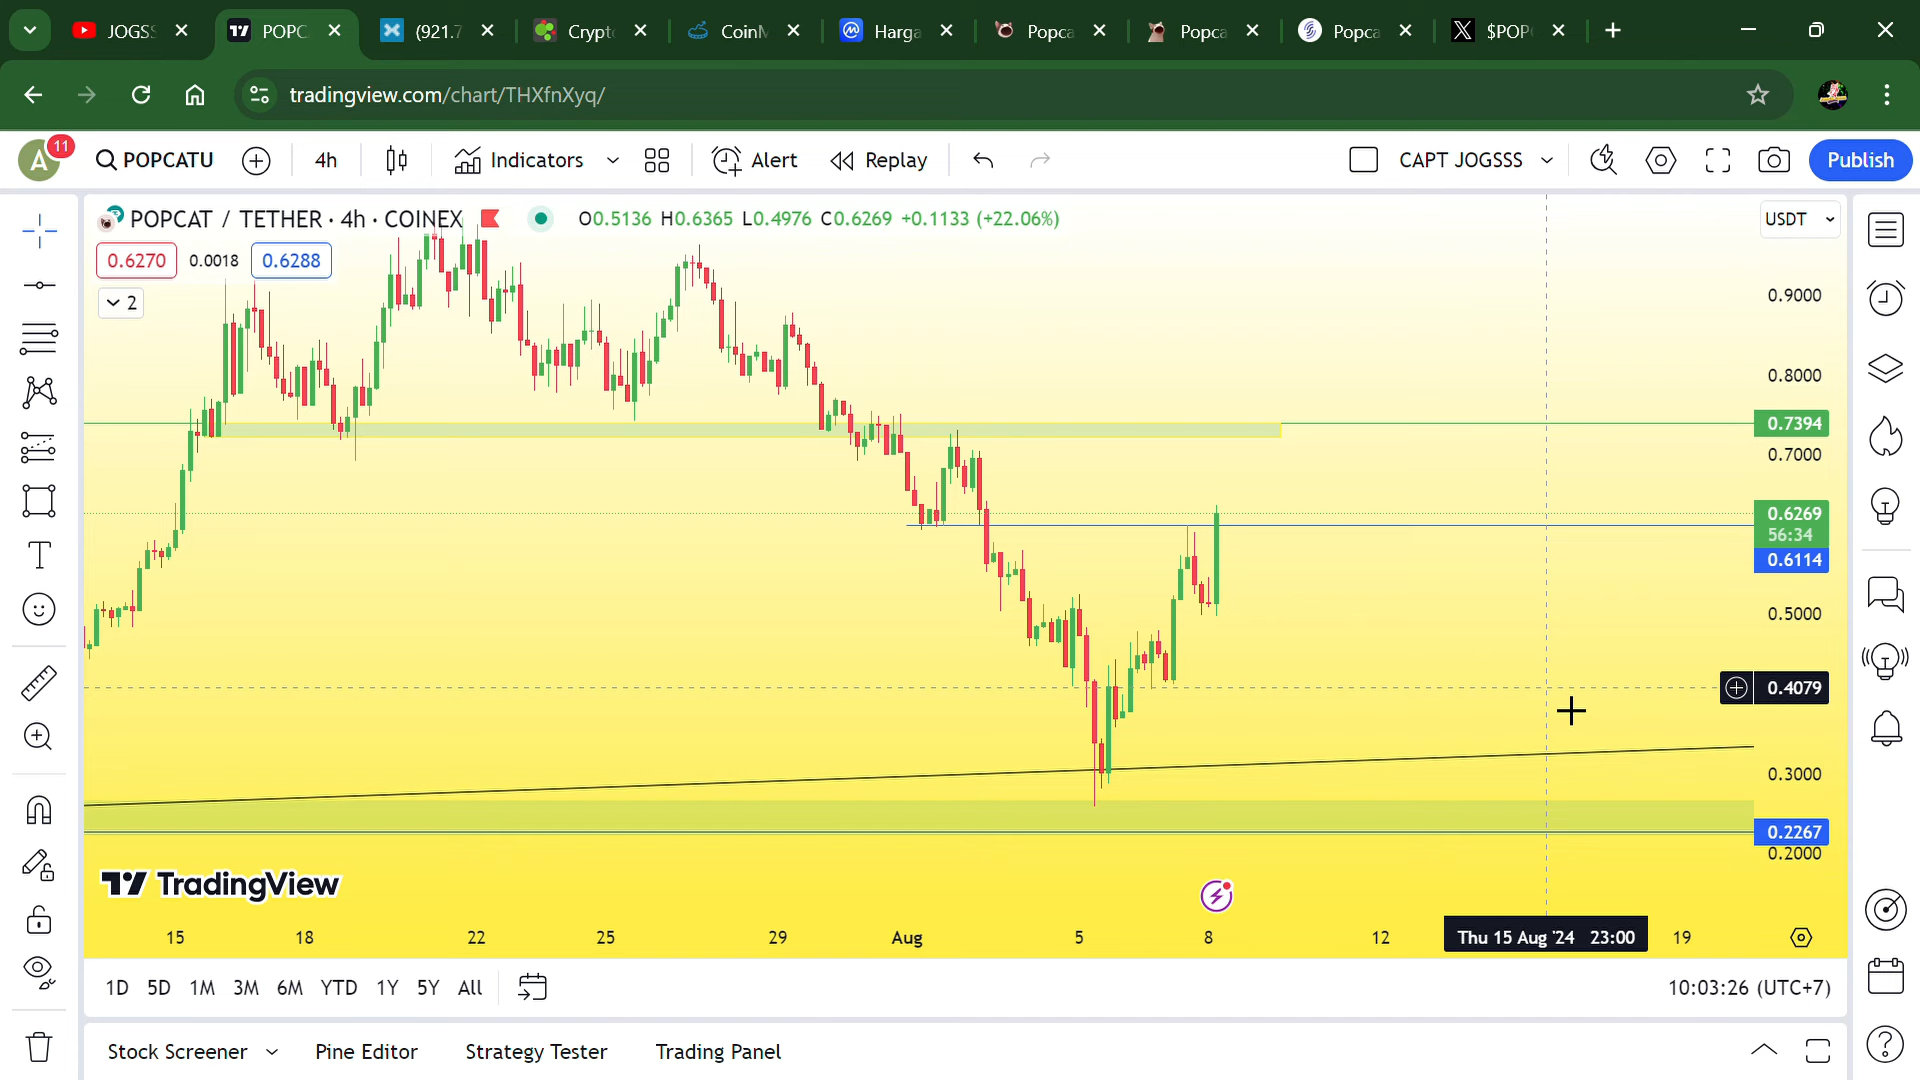 JOGSS
POPC
(921.7
Crypt
CoinM
Harga
Popca
Popca
Popca
$POP
tradingview.com/chart/THXfnXyq/
A
11
POPCATU
4h
Indicators
Alert
Replay
CAPT JOGSSS
Publish
POPCAT / TETHER · 4h · COINEX
O0.5136 H0.6365 L0.4976 C0.6269 +0.1133 (+22.06%)
USDT
0.6270
0.0018
0.6288
2
0.9000
0.8000
0.7394
0.7000
0.6269
56:34
0.6114
0.5000
0.4079
0.3000
0.2267
0.2000
TradingView
15
18
22
25
29
Aug
5
8
12
Thu 15 Aug '24 23:00
19
1D
5D
1M
3M
6M
YTD
1Y
5Y
All
10:03:26 (UTC+7)
Stock Screener
Pine Editor
Strategy Tester
Trading Panel